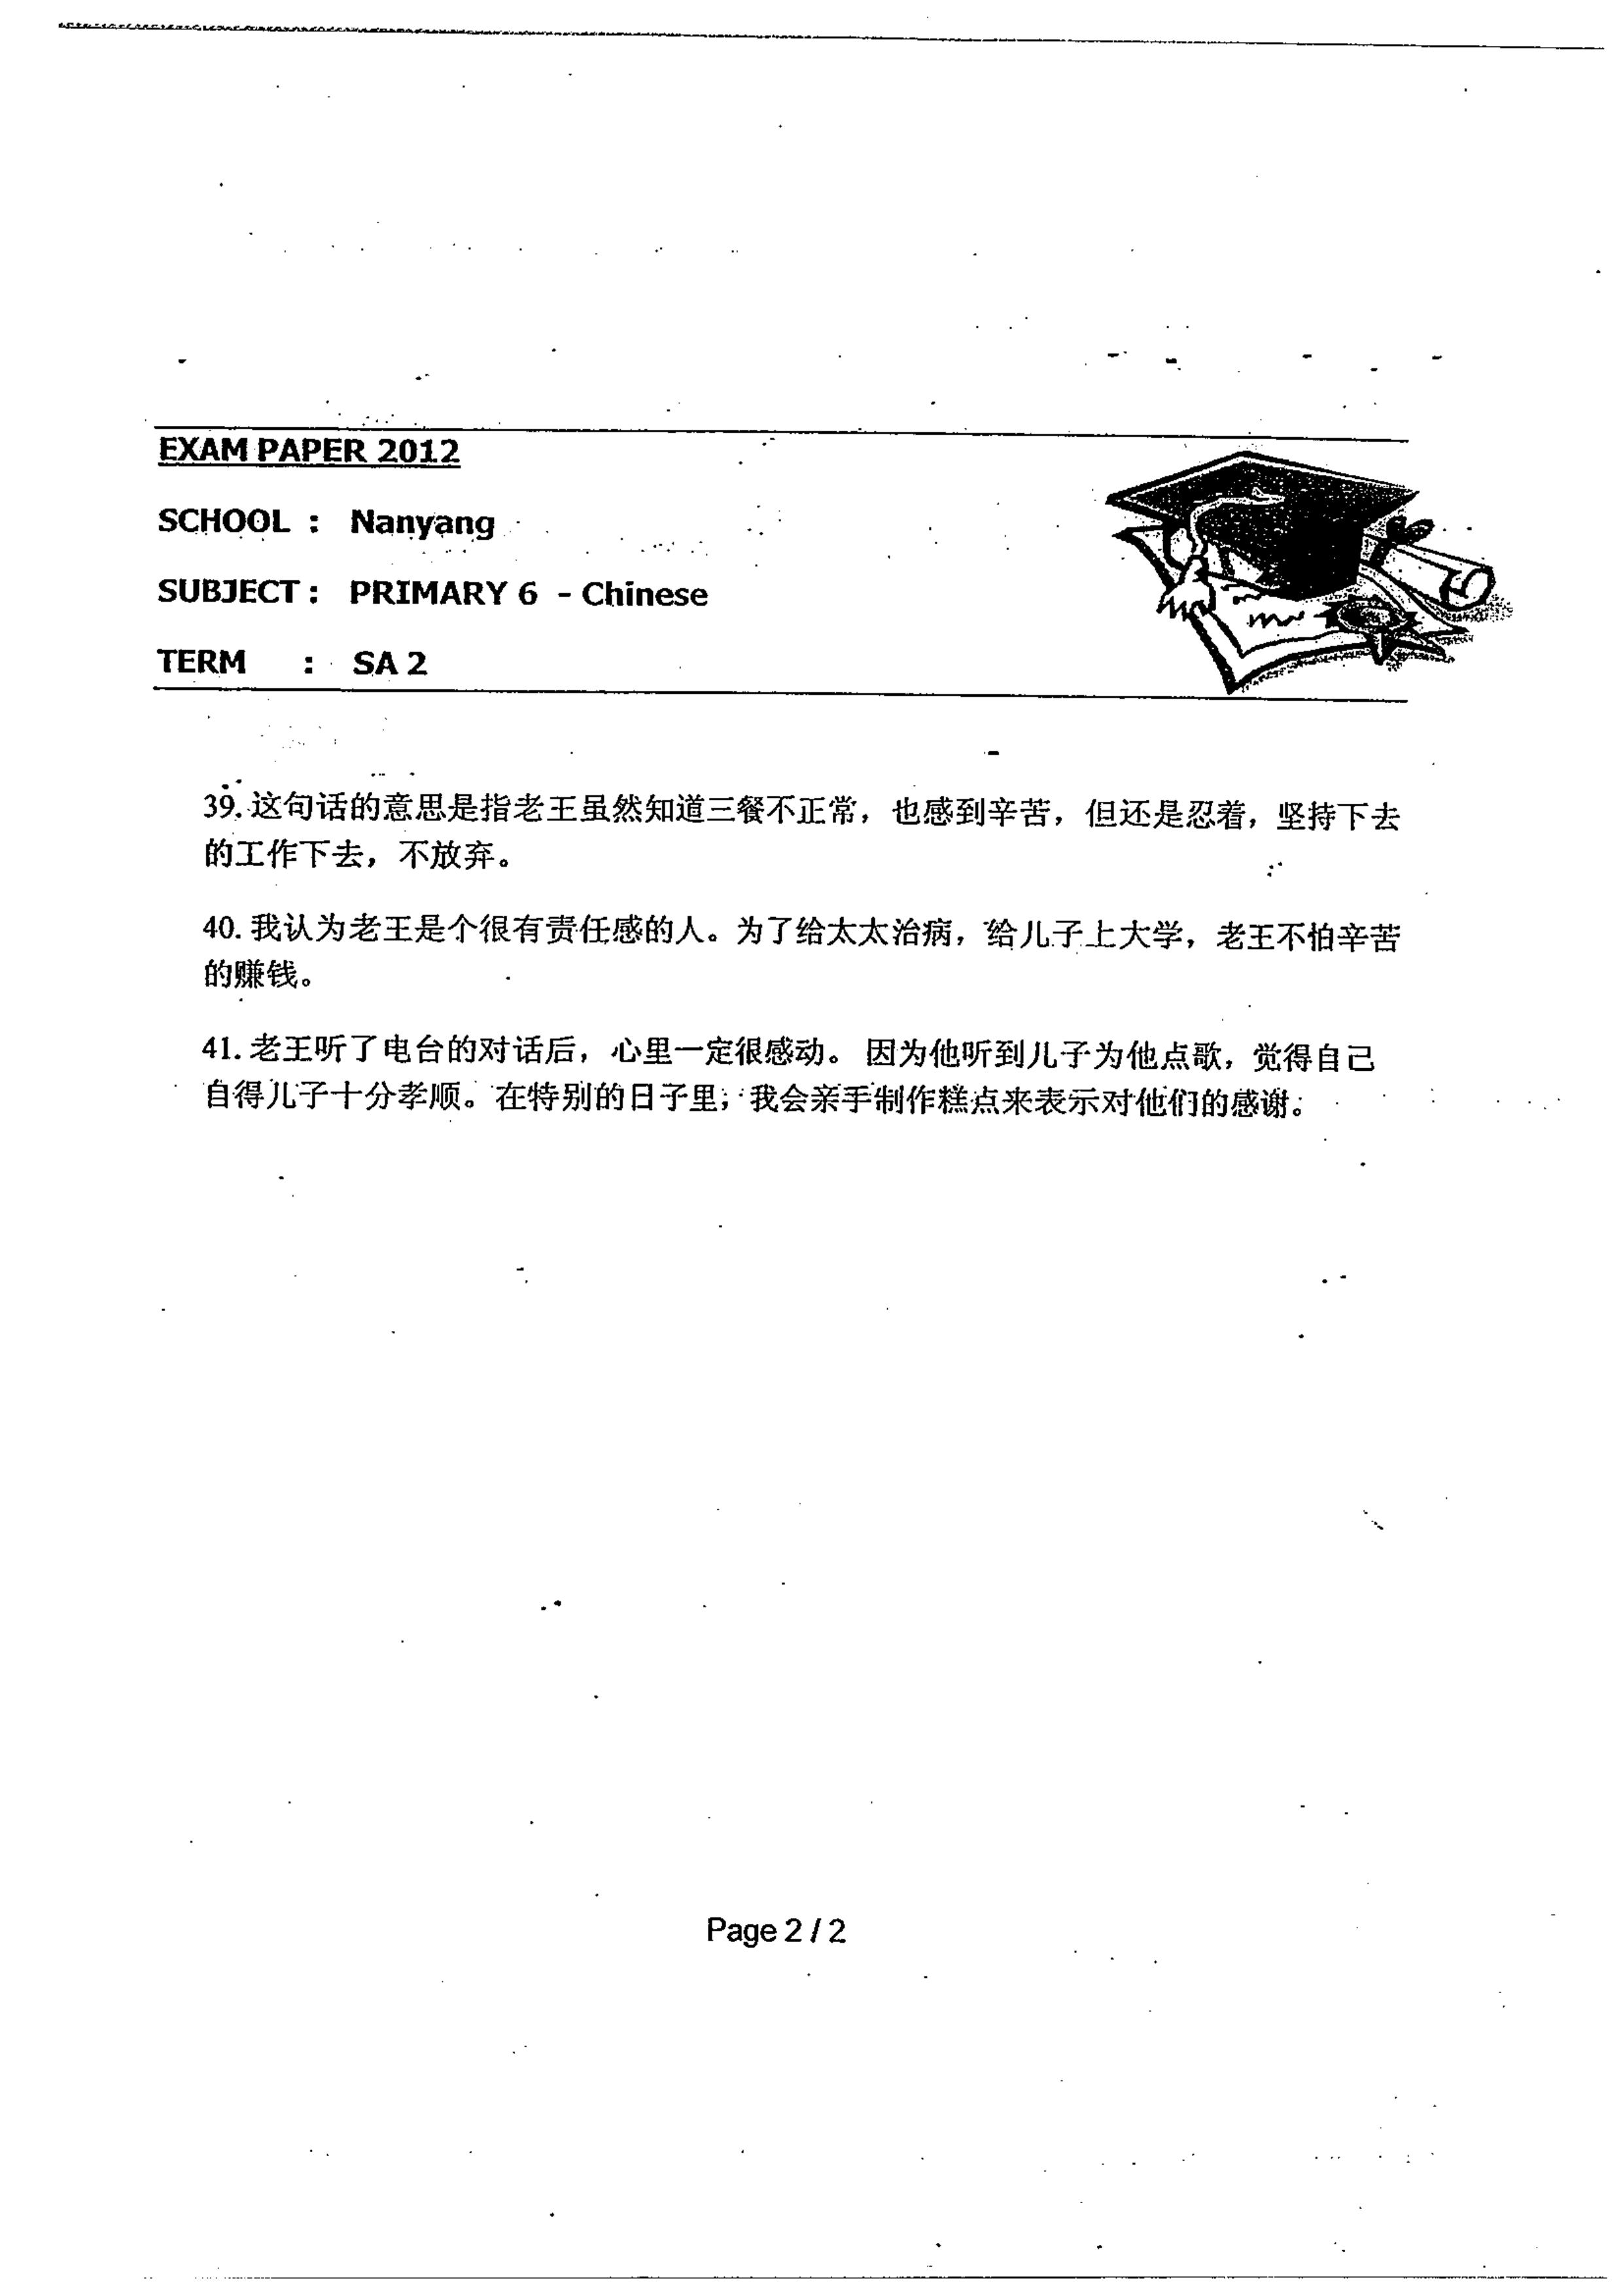 EXAM PAPER 2012
SCHOOL : Nanyang
SUBJECT : PRIMARY 6 - Chinese
TERM : SA 2
39. 这句话的意思是指老王虽然知道三餐不正常，也感到辛苦，但还是忍着，坚持下去
的工作下去，不放弃。
40. 我认为老王是个很有责任感的人。为了给太太治病，给儿子上大学，老王不怕辛苦
的赚钱。
41. 老王听了电台的对话后，心里一定很感动。 因为他听到儿子为他点歌，觉得自己
自得儿子十分孝顺。在特别的日子里，我会亲手制作糕点来表示对他们的感谢。
Page 2 / 2